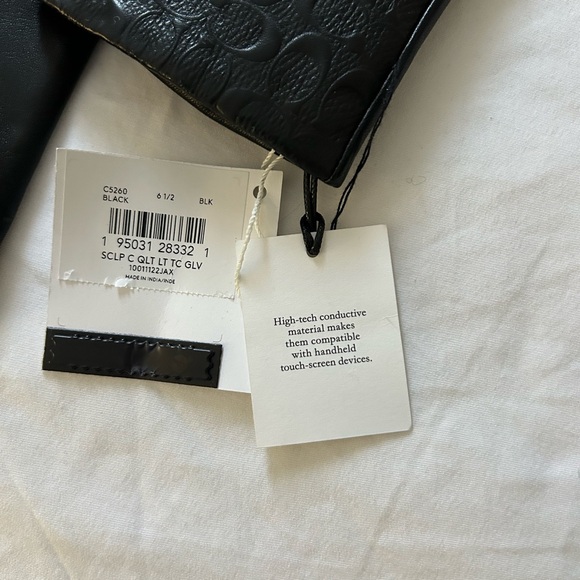 C5260
BLACK 6 1/2 BLK
1 95031 28332 1
SCLP C QLT LT TC GLV
10011122JAX
MADE IN INDIA/INDE
High-tech conductive
material makes
them compatible
with handheld
touch-screen devices.